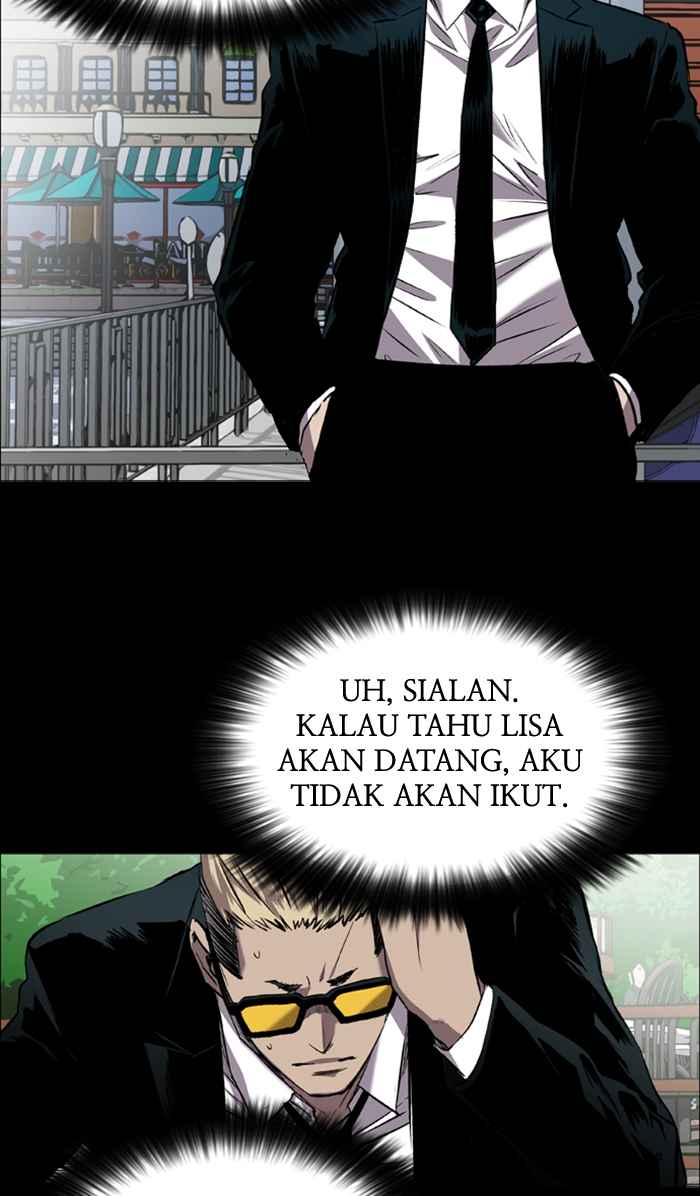 UH, SIALAN.
KALAU TAHU LISA
AKAN DATANG, AKU
TIDAK AKAN IKUT.